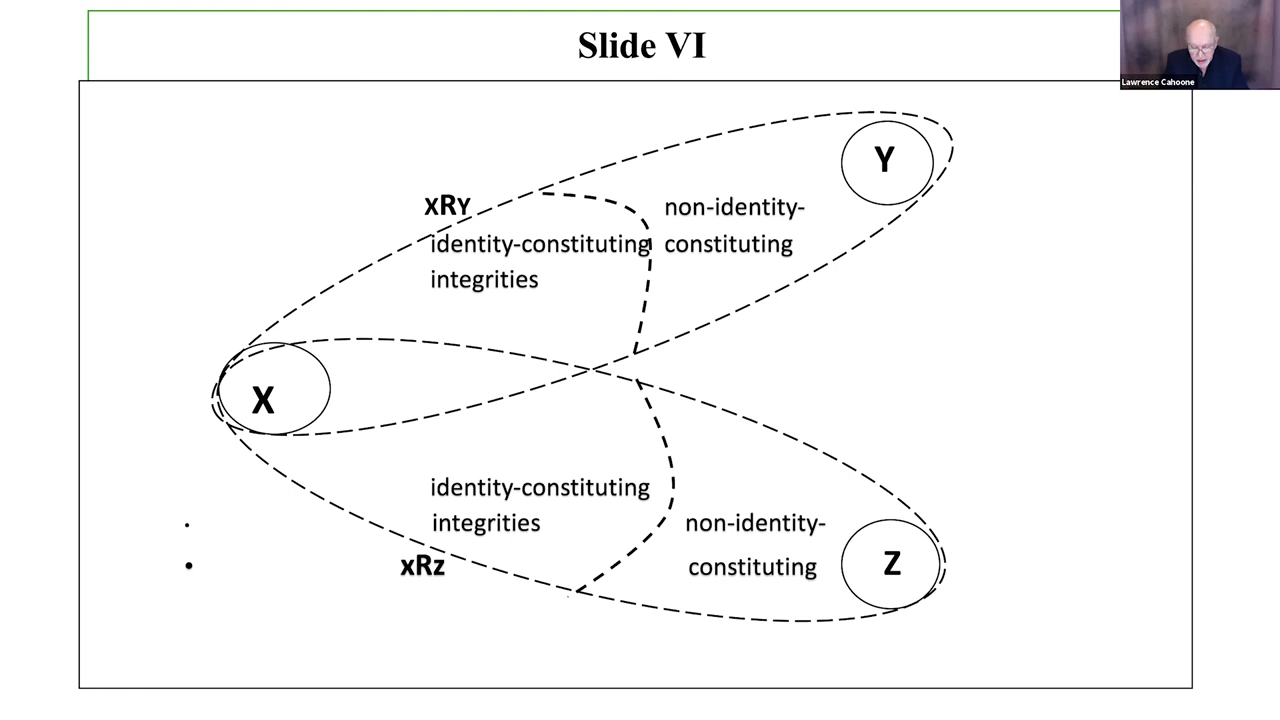 Slide VI
Lawrence Cahoone
Y
xRY
non-identity-
identity-constituting
constituting
integrities
X
identity-constituting
integrities
non-identity-
xRz
constituting
Z